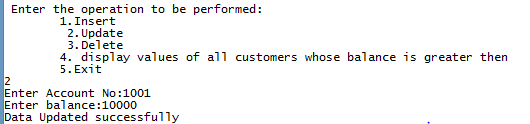 Enter the operation to be performed:
1.Insert
2.Update
3.Delete
4. display values of all customers whose balance is greater then
5.Exit
2
Enter Account No:1001
Enter balance:10000
Data Updated successfully